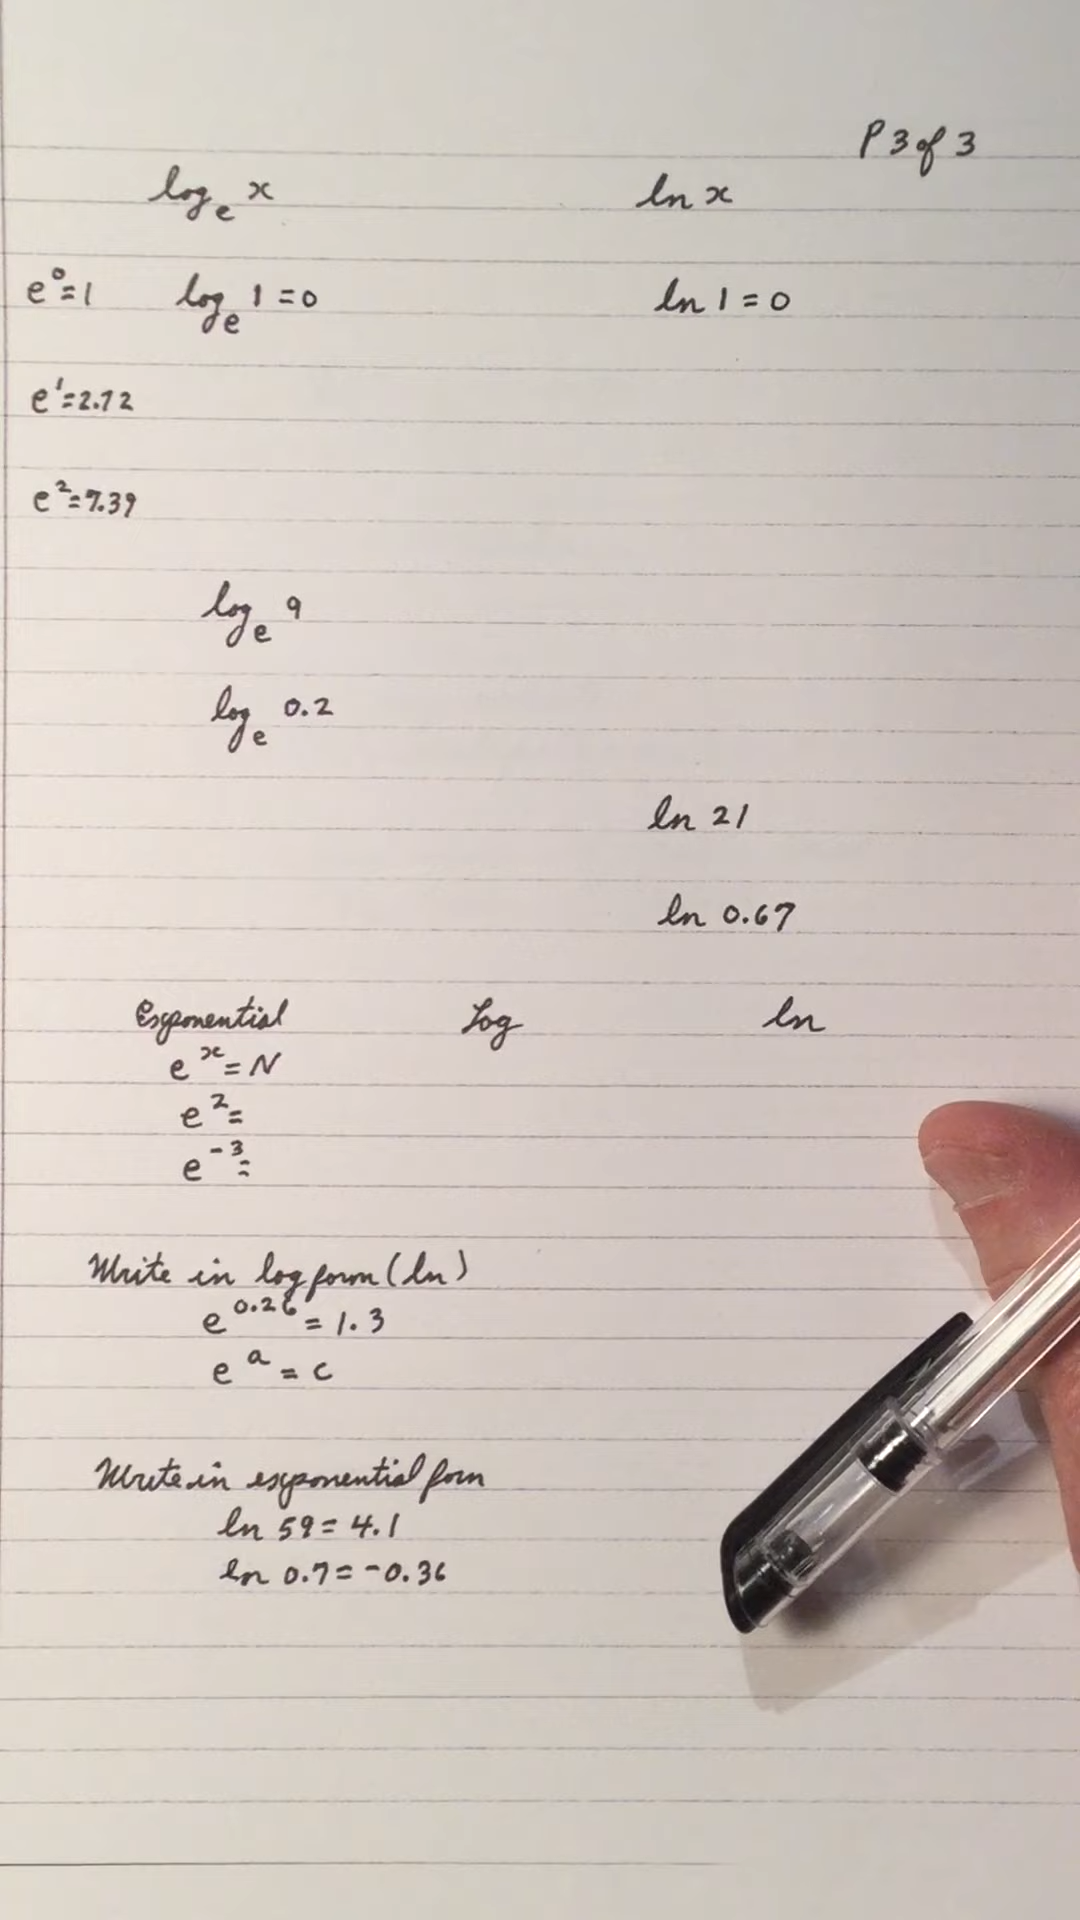 P 3 of 3
logₑ x ln x
e⁰=1 logₑ 1 = 0 ln 1 = 0
e¹=2.72
e²=7.39
logₑ 9
logₑ 0.2
ln 21
ln 0.67
Exponential Log ln
eˣ = N
e² =
e⁻³ =
Write in log form (ln)
e^0.26 = 1.3
e^a = c
Write in exponential form
ln 59 = 4.1
ln 0.7 = -0.36